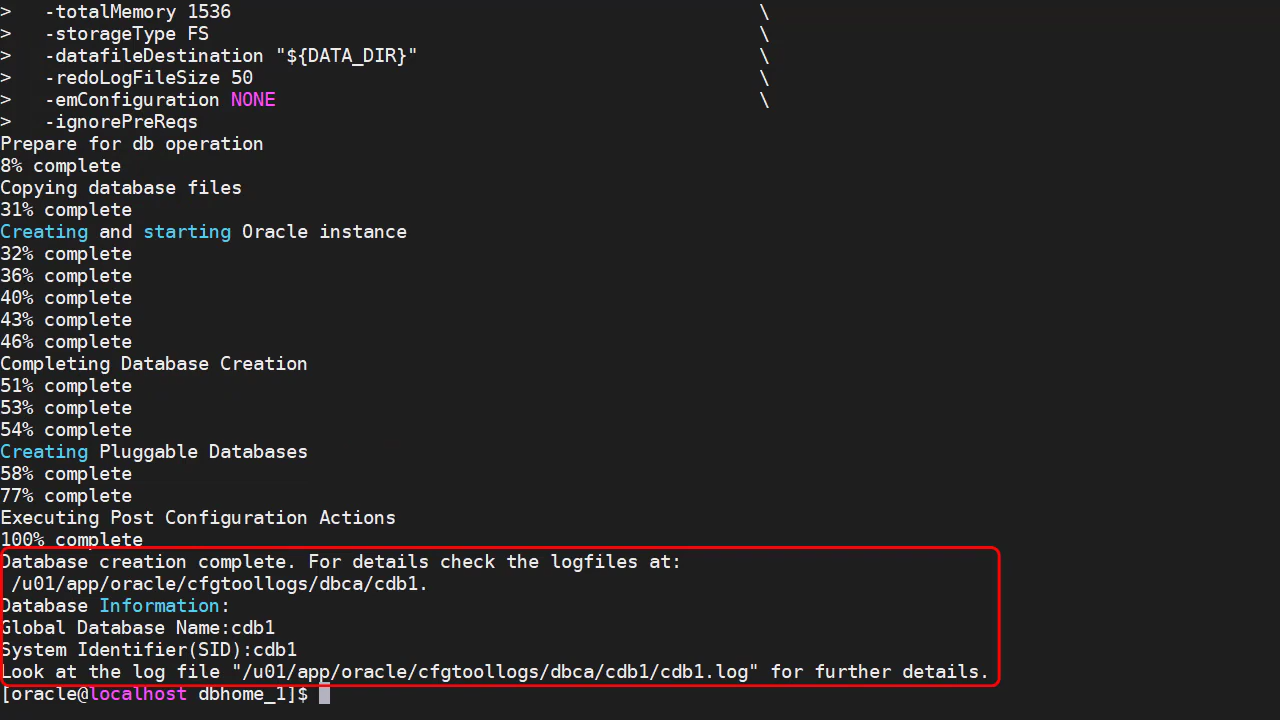 >   -totalMemory 1536                                                \
>   -storageType FS                                                  \
>   -datafileDestination "${DATA_DIR}"                               \
>   -redoLogFileSize 50                                              \
>   -emConfiguration NONE                                            \
>   -ignorePreReqs
Prepare for db operation
8% complete
Copying database files
31% complete
Creating and starting Oracle instance
32% complete
36% complete
40% complete
43% complete
46% complete
Completing Database Creation
51% complete
53% complete
54% complete
Creating Pluggable Databases
58% complete
77% complete
Executing Post Configuration Actions
100% complete
Database creation complete. For details check the logfiles at:
 /u01/app/oracle/cfgtoollogs/dbca/cdb1.
Database Information:
Global Database Name:cdb1
System Identifier(SID):cdb1
Look at the log file "/u01/app/oracle/cfgtoollogs/dbca/cdb1/cdb1.log" for further details.
[oracle@localhost dbhome_1]$